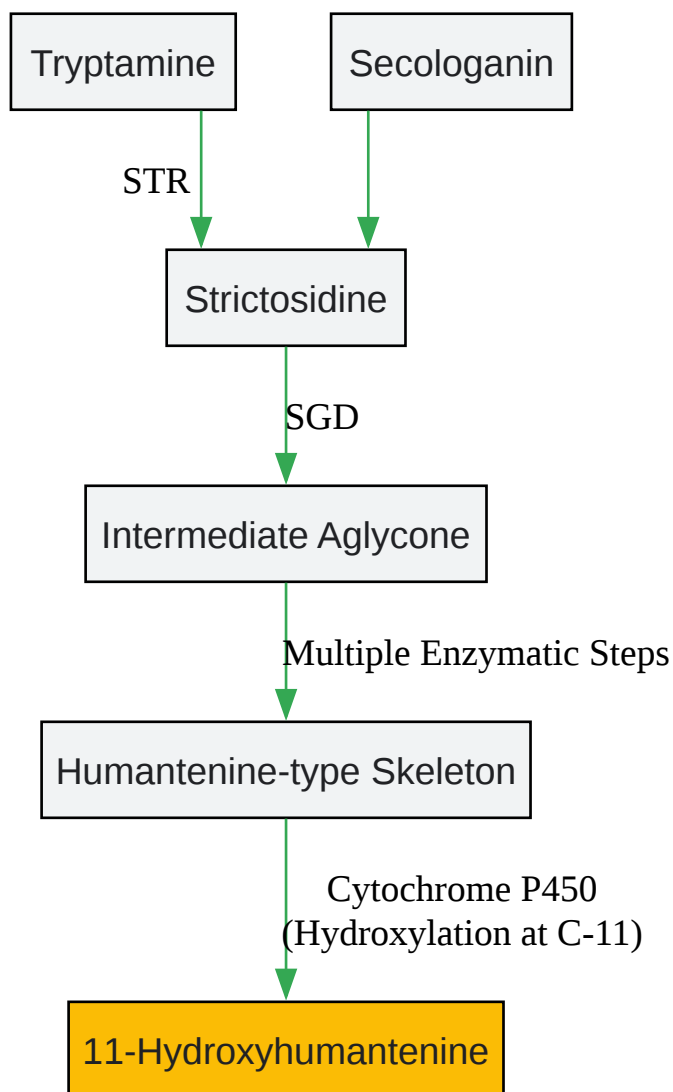 Tryptamine
Secologanin
STR
Strictosidine
SGD
Intermediate Aglycone
Multiple Enzymatic Steps
Humantenine-type Skeleton
Cytochrome P450
(Hydroxylation at C-11)
11-Hydroxyhumantenine